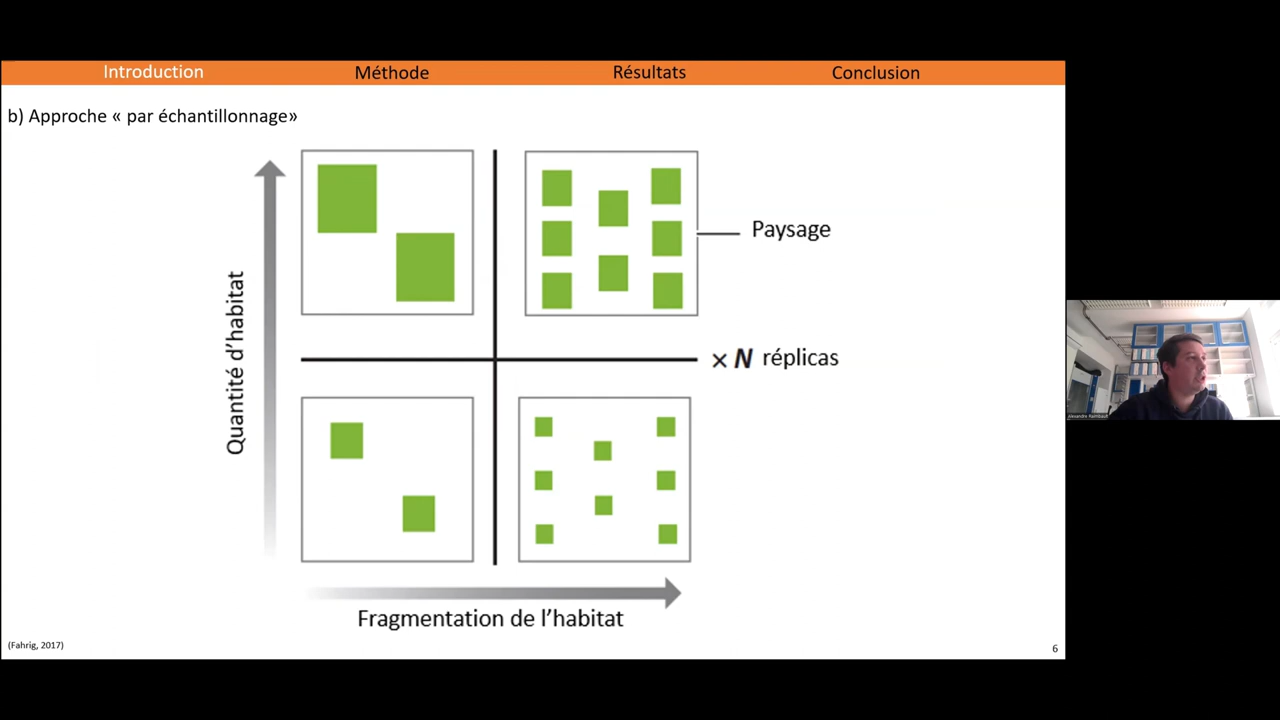 Introduction
Méthode
Résultats
Conclusion
b) Approche « par échantillonnage»
Quantité d'habitat
Paysage
× N réplicas
Fragmentation de l'habitat
(Fahrig, 2017)
6